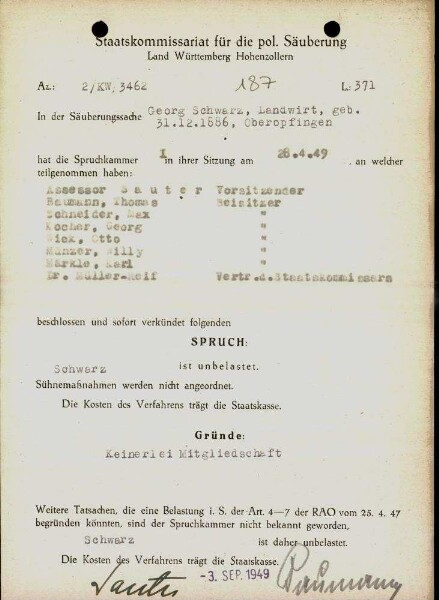 Staatskommissariat für die pol. Säuberung
Land Württemberg Hohenzollern
Az: 2/KW/3462 187 L: 371
In der Säuberungssache Georg Schwarz, Landwirt, geb.
31.12.1886, Oberopfingen
hat die Spruchkammer I in ihrer Sitzung am 28.4.49 , an welcher
teilgenommen haben:
Assessor Sauter Vorsitzender
Baumann, Thomas Beisitzer
Schneider, Max "
Kocher, Georg "
Sick, Otto "
Münzer, Willy "
Märkle, Karl "
Dr. Müller-Reif Vertr.d.Staatskommissars
beschlossen und sofort verkündet folgenden
SPRUCH:
Schwarz ist unbelastet.
Sühnemaßnahmen werden nicht angeordnet.
Die Kosten des Verfahrens trägt die Staatskasse.
Gründe:
Keinerlei Mitgliedschaft
Weitere Tatsachen, die eine Belastung i. S. der Art. 4—7 der RAO vom 25. 4. 47
begründen könnten, sind der Spruchkammer nicht bekannt geworden.
Schwarz ist daher unbelastet.
Die Kosten des Verfahrens trägt die Staatskasse.
Sauter -3. SEP. 1949 Baumann